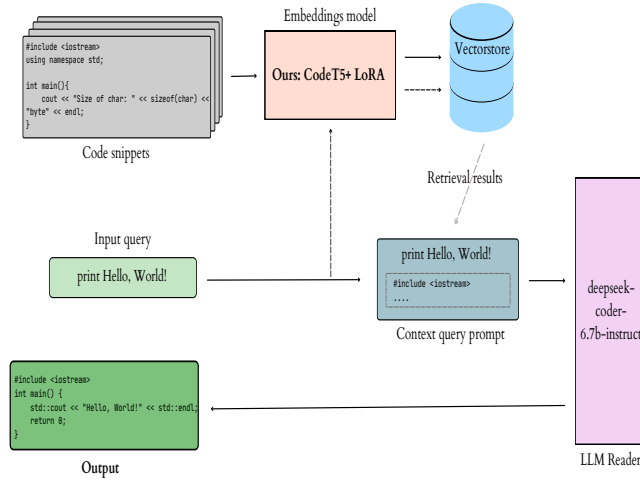 Embeddings model
#include <iostream>
using namespace std;
int main(){
cout << "Size of char: " << sizeof(char) <<
"byte" << endl;
}
Code snippets
Ours: CodeT5+ LoRA
Vectorstore
Retrieval results
Input query
print Hello, World!
print Hello, World!
#include <iostream>
....
Context query prompt
deepseek-
coder-
6.7b-instruct
LLM Reader
#include <iostream>
int main() {
std::cout << "Hello, World!" << std::endl;
return 0;
}
Output